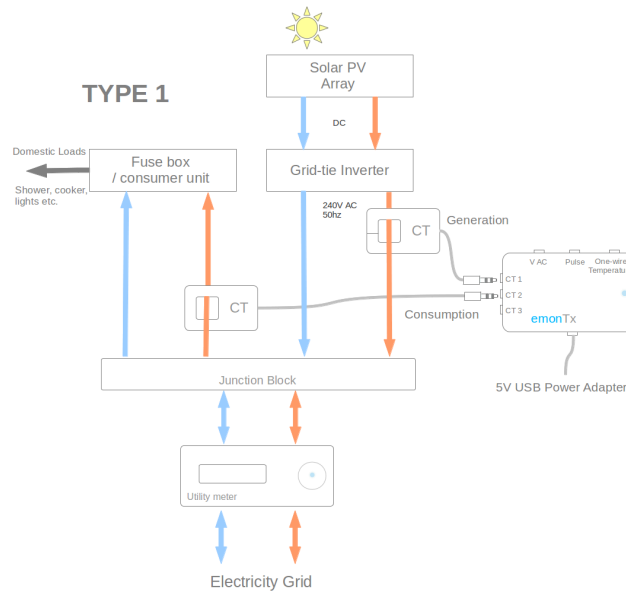 TYPE 1
Solar PV
Array
DC
Domestic Loads
Fuse box
/ consumer unit
Grid-tie Inverter
Shower, cooker,
lights etc.
240V AC
50hz
CT
Generation
V AC
Pulse
One-wire
Temperature
CT 1
CT 2
CT 3
emonTx
CT
Consumption
5V USB Power Adapter
Junction Block
Utility meter
Electricity Grid